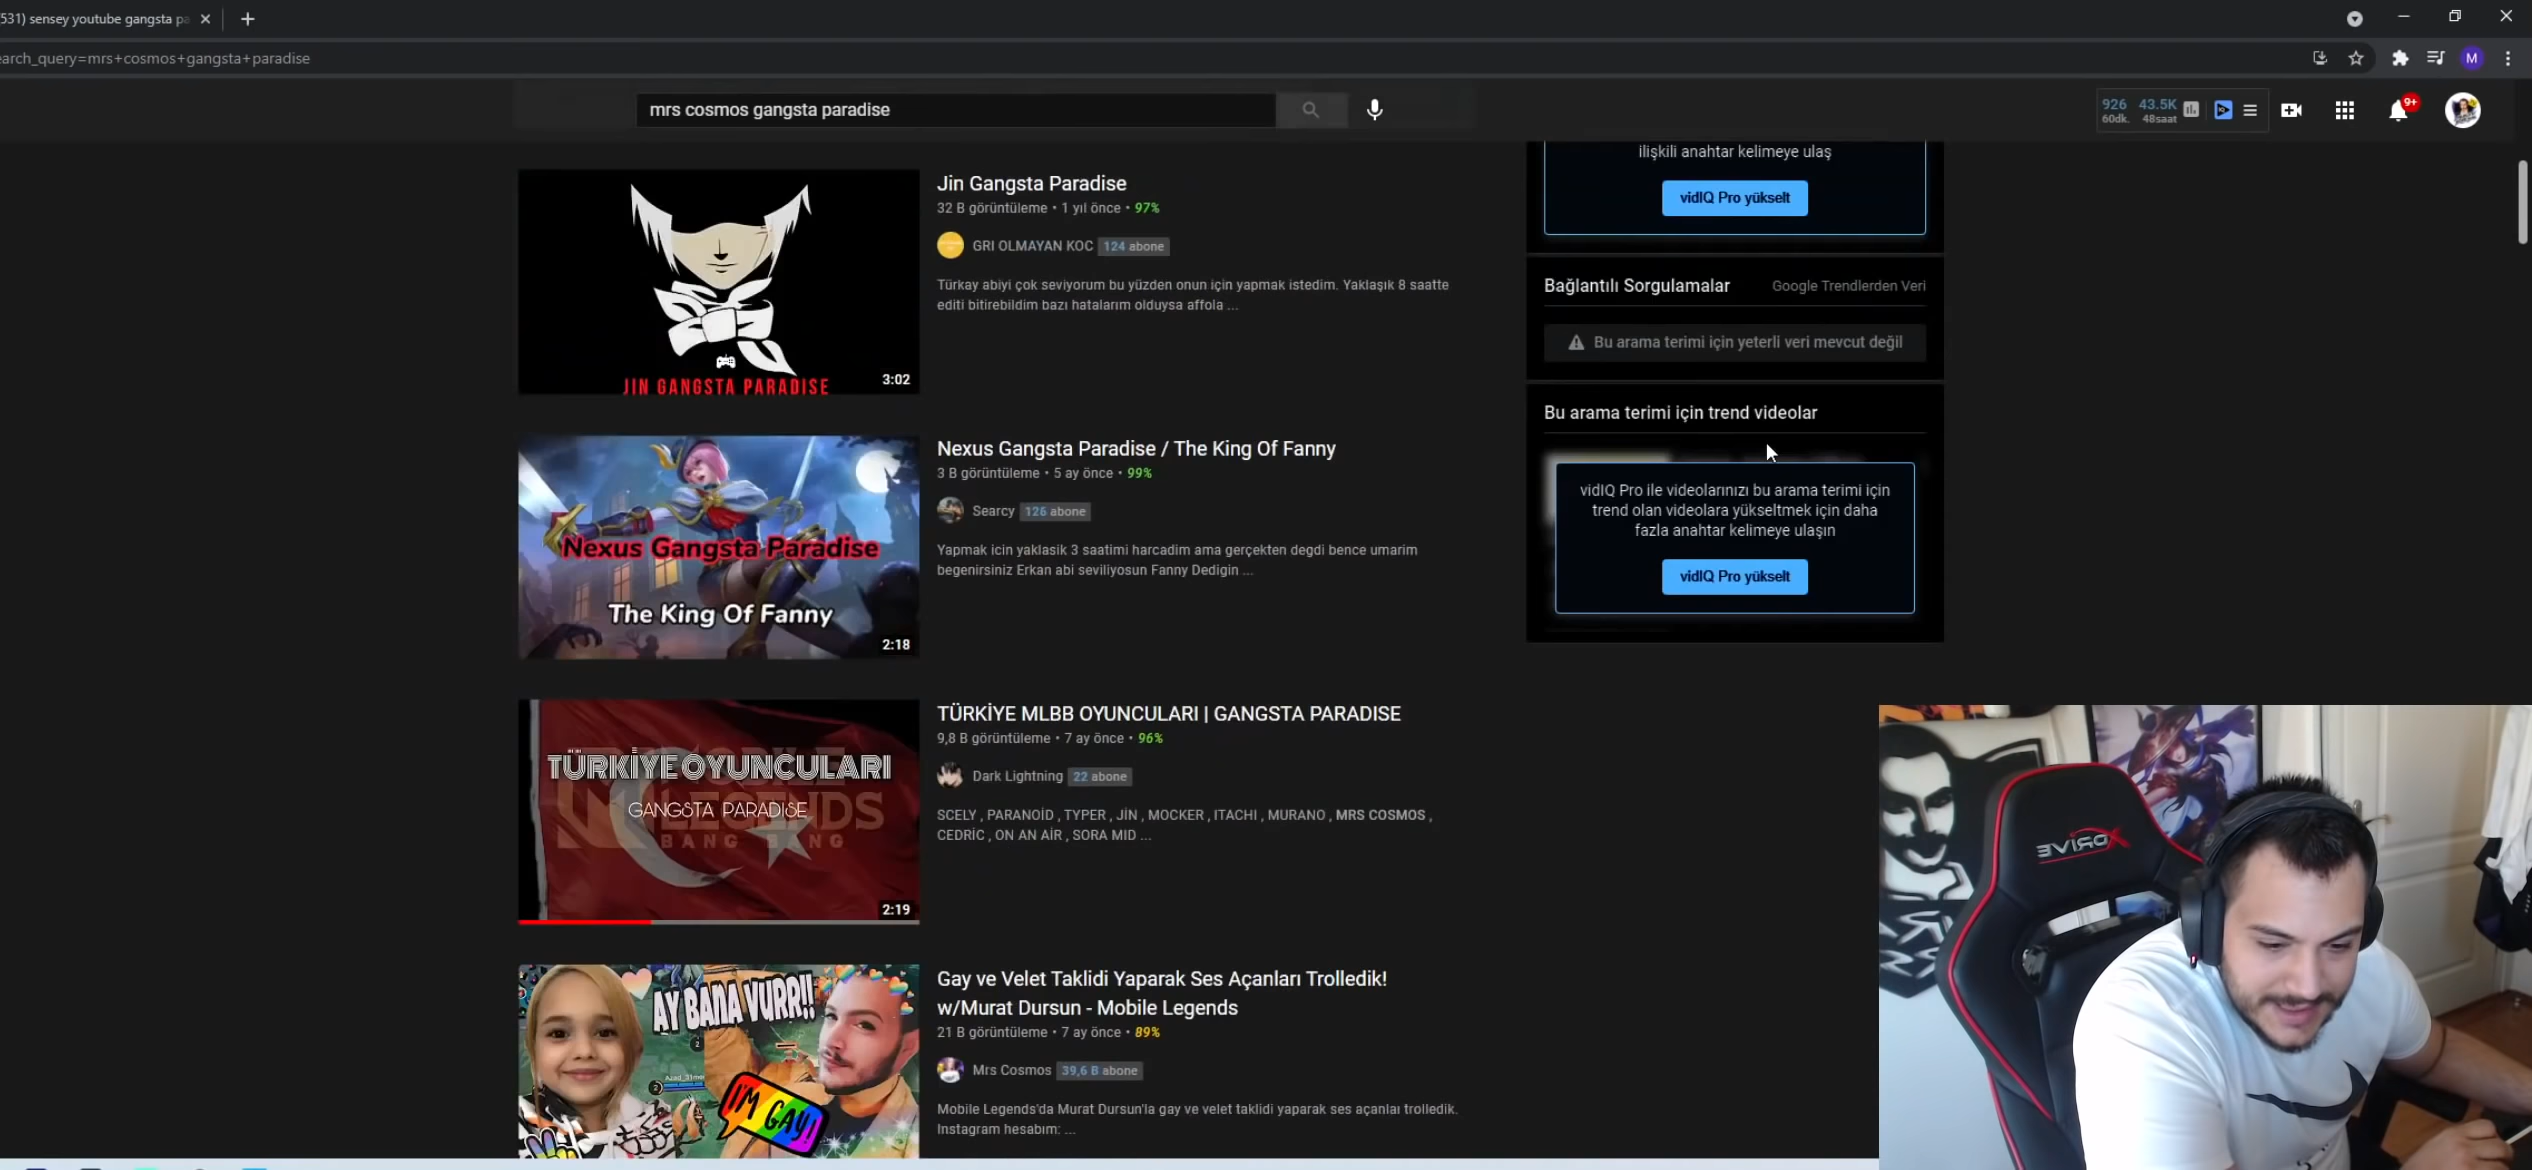 531) sensey youtube gangsta pa
earch_query=mrs+cosmos+gangsta+paradise
M
mrs cosmos gangsta paradise
926 43.5K
60dk. 48saat
9+
ilişkili anahtar kelimeye ulaş
vidIQ Pro yükselt
Jin Gangsta Paradise
32 B görüntüleme • 1 yıl önce • 97%
GRI OLMAYAN KOC 124 abone
Türkay abiyi çok seviyorum bu yüzden onun için yapmak istedim. Yaklaşık 8 saatte
editi bitirebildim bazı hatalarım olduysa affola ...
JIN GANGSTA PARADISE
3:02
Bağlantılı Sorgulamalar Google Trendlerden Veri
Bu arama terimi için yeterli veri mevcut değil
Bu arama terimi için trend videolar
vidIQ Pro ile videolarınızı bu arama terimi için
trend olan videolara yükseltmek için daha
fazla anahtar kelimeye ulaşın
vidIQ Pro yükselt
Nexus Gangsta Paradise / The King Of Fanny
3 B görüntüleme • 5 ay önce • 99%
Searcy 126 abone
Yapmak icin yaklasik 3 saatimi harcadim ama gerçekten degdi bence umarim
begenirsiniz Erkan abi seviliyosun Fanny Dedigin ...
Nexus Gangsta Paradise
The King Of Fanny
2:18
TÜRKİYE MLBB OYUNCULARI | GANGSTA PARADISE
9,8 B görüntüleme • 7 ay önce • 96%
Dark Lightning 22 abone
SCELY , PARANOİD , TYPER , JİN , MOCKER , ITACHI , MURANO , MRS COSMOS ,
CEDRİC , ON AN AİR , SORA MID ...
MOBILE
TÜRKİYE OYUNCULARI
LEGENDS
GANGSTA PARADISE
BANG BANG
2:19
Gay ve Velet Taklidi Yaparak Ses Açanları Trolledik!
w/Murat Dursun - Mobile Legends
21 B görüntüleme • 7 ay önce • 89%
Mrs Cosmos 39,6 B abone
Mobile Legends'da Murat Dursun'la gay ve velet taklidi yaparak ses açanlaı trolledik.
Instagram hesabım: ...
AY BANA VURR!!
I'M GAY!
XDRIVE